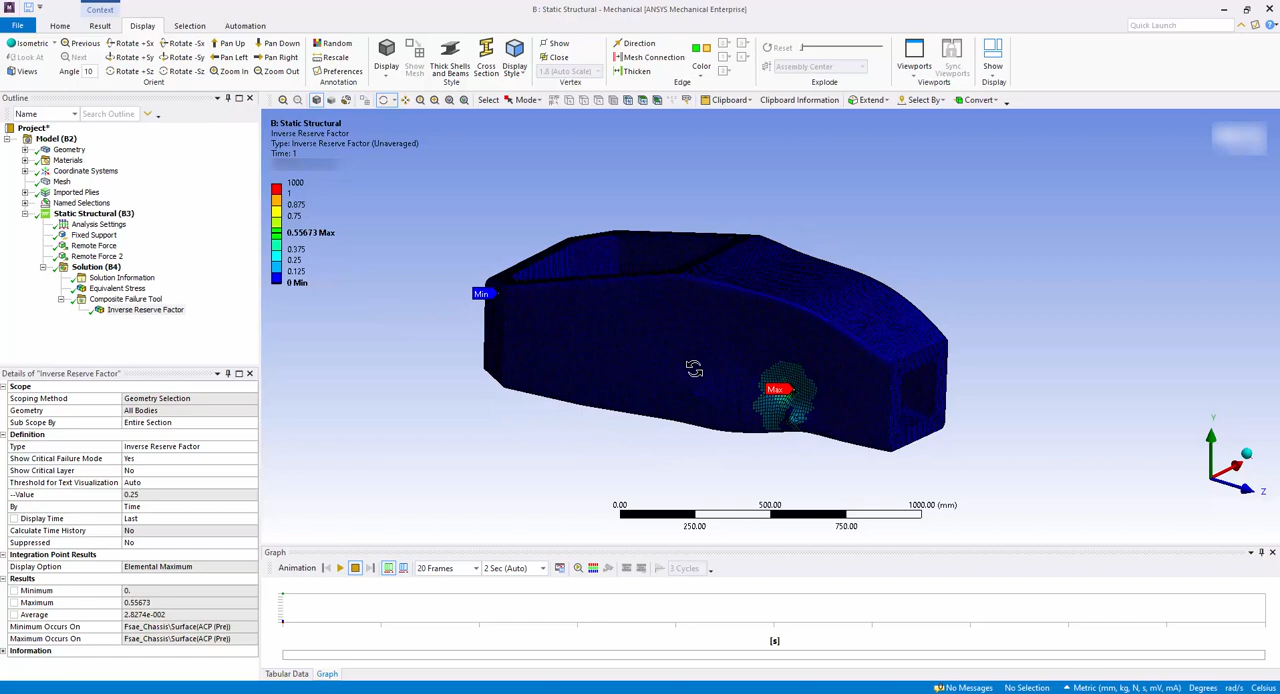 Context
B : Static Structural - Mechanical [ANSYS Mechanical Enterprise]
File Home Result Display Selection Automation
Quick Launch
Isometric Previous Rotate +Sx Rotate -Sx Pan Up Pan Down Random Show Direction Reset
Look At Next Rotate +Sy Rotate -Sy Pan Left Pan Right Rescale Close Mesh Connection
Views Angle 10 Rotate +Sz Rotate -Sz Zoom In Zoom Out Preferences 1.8 (Auto Scale) Thicken Assembly Center
Display Show Mesh Thick Shells and Beams Cross Section Display Style Color Viewports Sync Viewports Show
Orient Annotation Style Vertex Edge Explode Viewports Display
Outline
Name Search Outline
Select Mode Clipboard Clipboard Information Extend Select By Convert
Project*
Model (B2)
Geometry
Materials
Coordinate Systems
Mesh
Imported Plies
Named Selections
Static Structural (B3)
Analysis Settings
Fixed Support
Remote Force
Remote Force 2
Solution (B4)
Solution Information
Equivalent Stress
Composite Failure Tool
Inverse Reserve Factor
B: Static Structural
Inverse Reserve Factor
Type: Inverse Reserve Factor (Unaveraged)
Time: 1
1000
1
0.875
0.75
0.55673 Max
0.375
0.25
0.125
0 Min
Min
Max
Y
Z
0.00 500.00 1000.00 (mm)
250.00 750.00
Details of "Inverse Reserve Factor"
Scope
Scoping Method Geometry Selection
Geometry All Bodies
Sub Scope By Entire Section
Definition
Type Inverse Reserve Factor
Show Critical Failure Mode Yes
Show Critical Layer No
Threshold for Text Visualization Auto
--Value 0.25
By Time
Display Time Last
Calculate Time History No
Suppressed No
Integration Point Results
Display Option Elemental Maximum
Results
Minimum 0.
Maximum 0.55673
Average 2.8274e-002
Minimum Occurs On Fsae_Chassis\Surface(ACP (Pre))
Maximum Occurs On Fsae_Chassis\Surface(ACP (Pre))
Information
Graph
Animation 20 Frames 2 Sec (Auto) 3 Cycles
[s]
Tabular Data Graph
No Messages No Selection Metric (mm, kg, N, s, mV, mA) Degrees rad/s Celsius